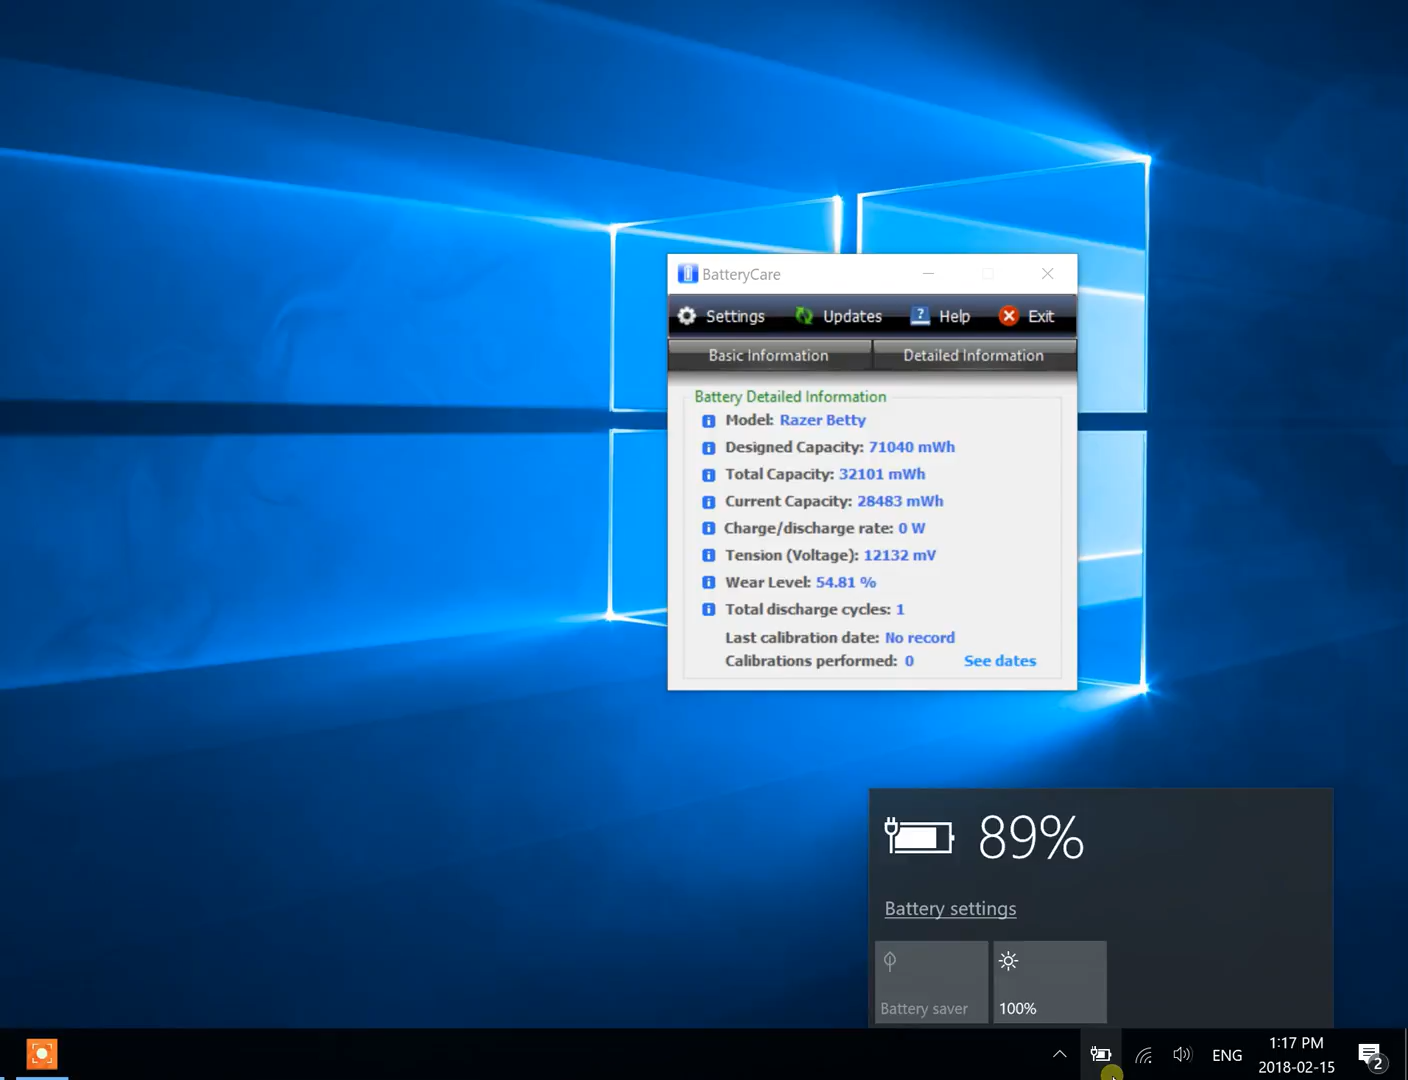 BatteryCare
Settings Updates Help Exit
Basic Information Detailed Information
Battery Detailed Information
Model: Razer Betty
Designed Capacity: 71040 mWh
Total Capacity: 32101 mWh
Current Capacity: 28483 mWh
Charge/discharge rate: 0 W
Tension (Voltage): 12132 mV
Wear Level: 54.81 %
Total discharge cycles: 1
Last calibration date: No record
Calibrations performed: 0 See dates
89%
Battery settings
Battery saver 100%
ENG
1:17 PM
2018-02-15
2